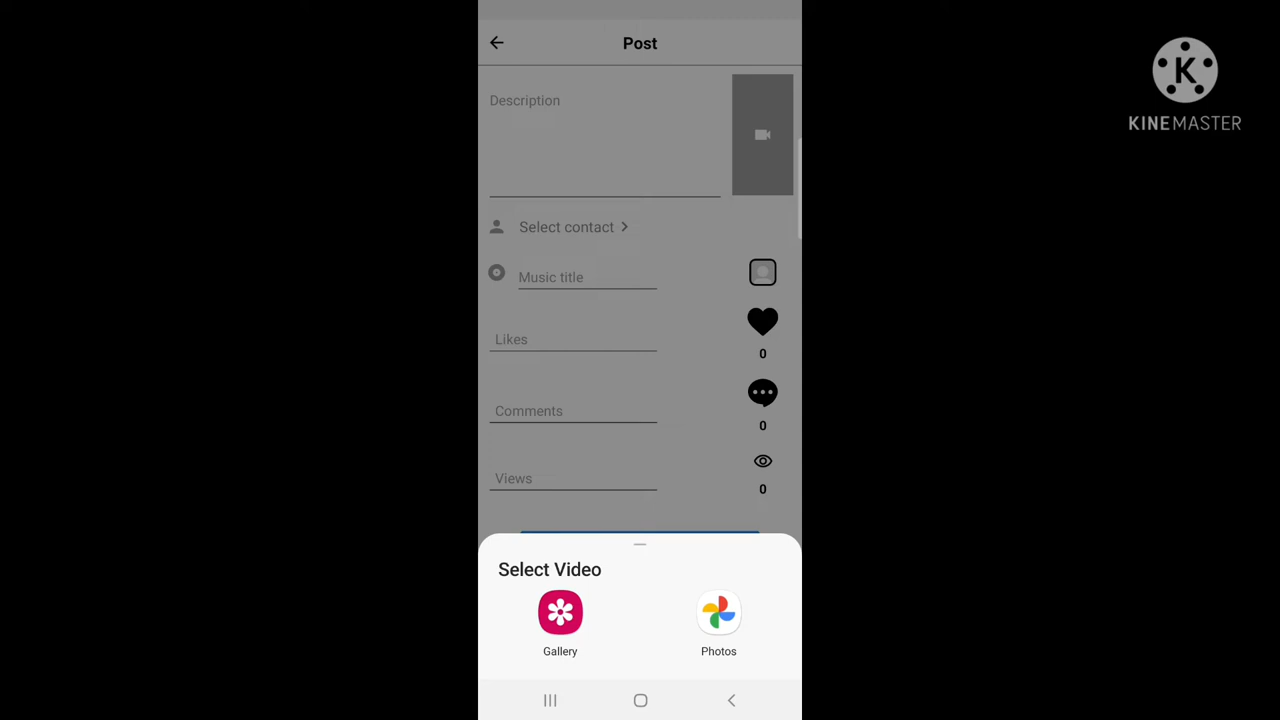 Post
Description
Select contact
Music title
Likes
0
Comments
0
Views
0
Select Video
Gallery
Photos
K
KINEMASTER